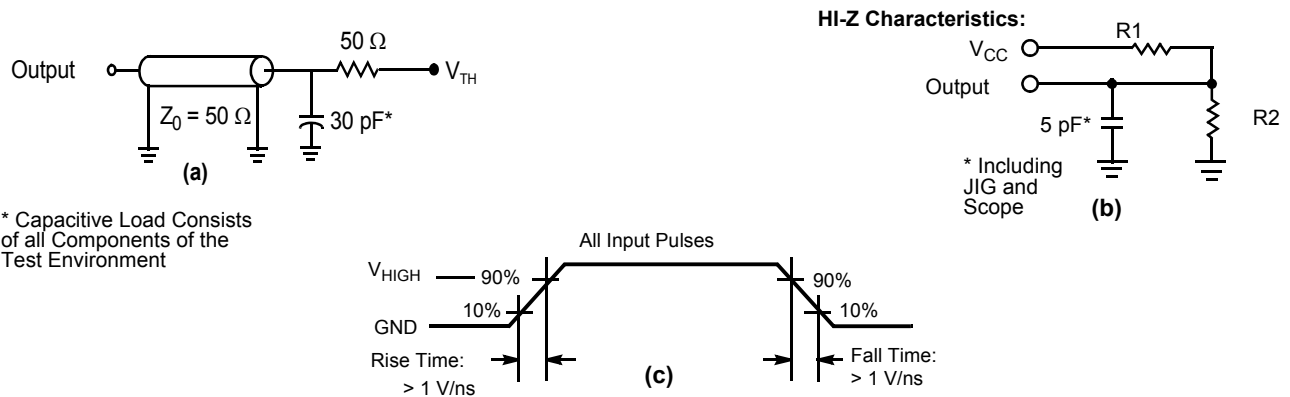 50 Ω
Output
V_TH
Z_0 = 50 Ω
30 pF*
(a)
* Capacitive Load Consists
of all Components of the
Test Environment
HI-Z Characteristics:
R1
V_CC
Output
R2
5 pF*
* Including
JIG and
Scope
(b)
All Input Pulses
V_HIGH
90%
90%
10%
10%
GND
Rise Time:
> 1 V/ns
(c)
Fall Time:
> 1 V/ns